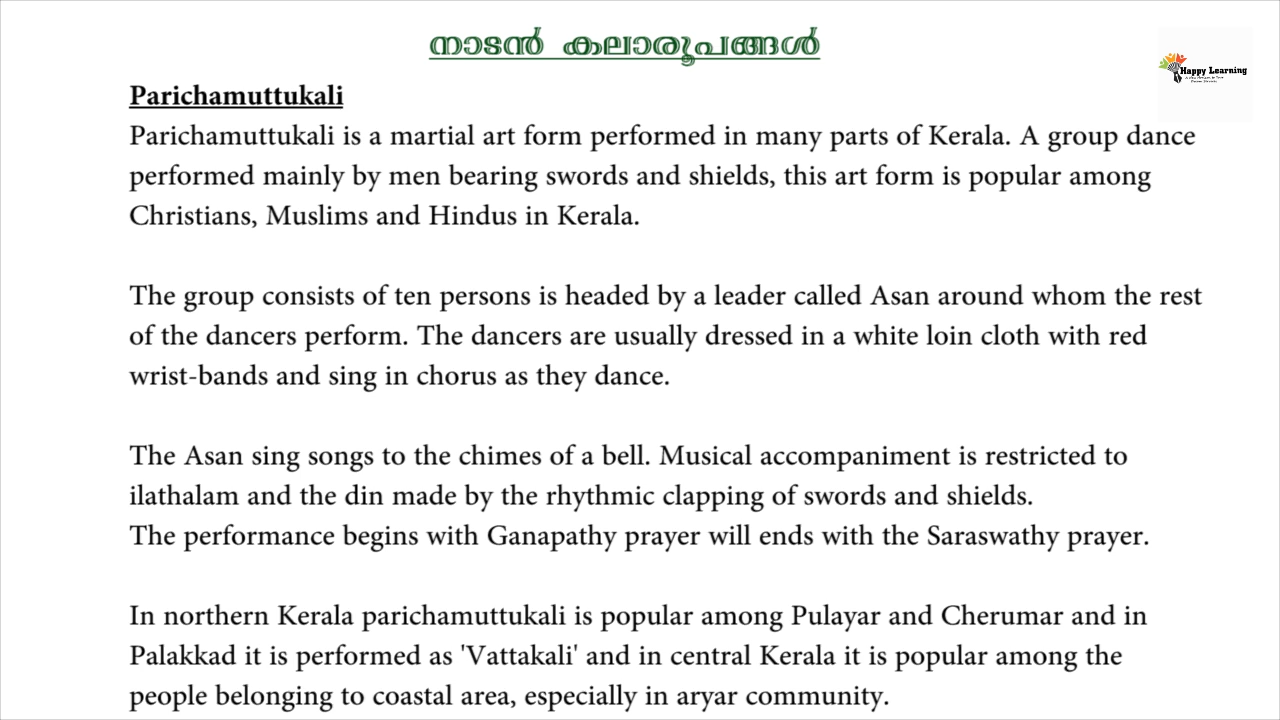 നാടൻ കലാരൂപങ്ങൾ
Happy Learning
Parichamuttukali
Parichamuttukali is a martial art form performed in many parts of Kerala. A group dance
performed mainly by men bearing swords and shields, this art form is popular among
Christians, Muslims and Hindus in Kerala.
The group consists of ten persons is headed by a leader called Asan around whom the rest
of the dancers perform. The dancers are usually dressed in a white loin cloth with red
wrist-bands and sing in chorus as they dance.
The Asan sing songs to the chimes of a bell. Musical accompaniment is restricted to
ilathalam and the din made by the rhythmic clapping of swords and shields.
The performance begins with Ganapathy prayer will ends with the Saraswathy prayer.
In northern Kerala parichamuttukali is popular among Pulayar and Cherumar and in
Palakkad it is performed as 'Vattakali' and in central Kerala it is popular among the
people belonging to coastal area, especially in aryar community.